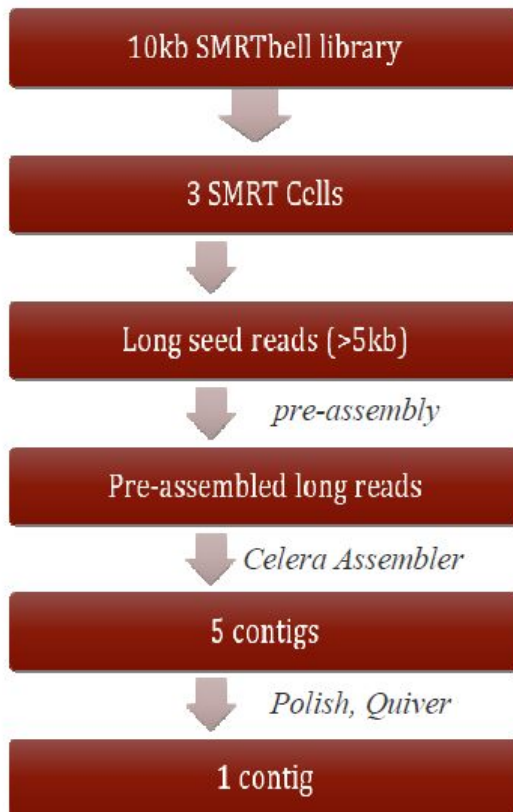 10kb SMRTbell library
3 SMRT Cells
Long seed reads (>5kb)
pre-assembly
Pre-assembled long reads
Celera Assembler
5 contigs
Polish, Quiver
1 contig